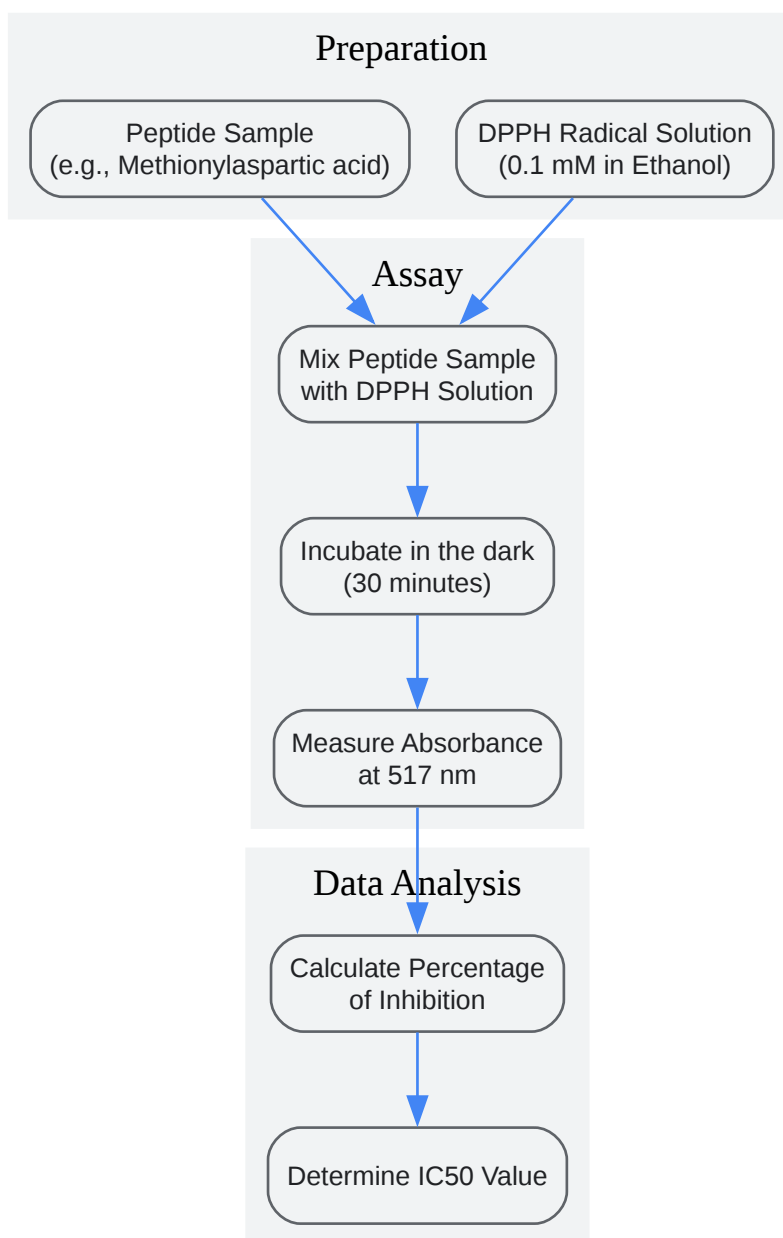 Preparation
Peptide Sample
(e.g., Methionylaspartic acid)
DPPH Radical Solution
(0.1 mM in Ethanol)
Assay
Mix Peptide Sample
with DPPH Solution
Incubate in the dark
(30 minutes)
Measure Absorbance
at 517 nm
Data Analysis
Calculate Percentage
of Inhibition
Determine IC50 Value